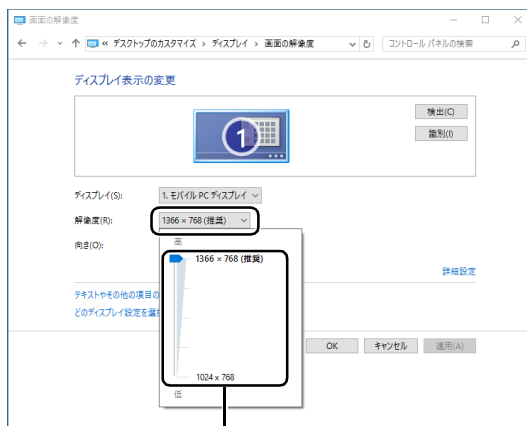 画面の解像度
« デスクトップのカスタマイズ › ディスプレイ › 画面の解像度
コントロール パネルの検索
ディスプレイ表示の変更
1
検出(C)
識別(I)
ディスプレイ(S):
1. モバイル PC ディスプレイ
解像度(R):
1366 × 768 (推奨)
向き(O):
高
1366 × 768 (推奨)
詳細設定
テキストやその他の項目の
どのディスプレイ設定を選
1024 x 768
低
OK
キャンセル
適用(A)